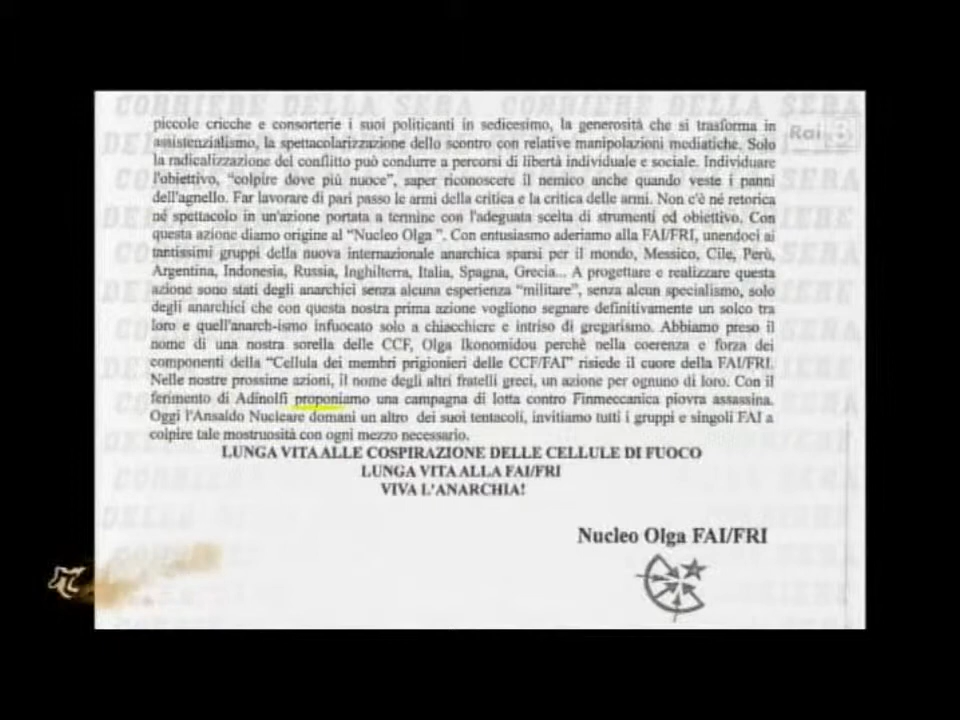 CORRIERE DELLA SERA CORRIERE DELLA SERA
piccole cricche e consorterie i suoi politicanti in sedicesimo, la generosità che si trasforma in
Rai 3
assistenzialismo, la spettacolarizzazione dello scontro con relative manipolazioni mediatiche. Solo
la radicalizzazione del conflitto può condurre a percorsi di libertà individuale e sociale. Individuare
l'obiettivo, “colpire dove più nuoce”, saper riconoscere il nemico anche quando veste i panni
dell'agnello. Far lavorare di pari passo le armi della critica e la critica delle armi. Non c'è né retorica
né spettacolo in un'azione portata a termine con l'adeguata scelta di strumenti ed obiettivo. Con
questa azione diamo origine al “Nucleo Olga ”. Con entusiasmo aderiamo alla FAI/FRI, unendoci ai
tantissimi gruppi della nuova internazionale anarchica sparsi per il mondo, Messico, Cile, Perù,
Argentina, Indonesia, Russia, Inghilterra, Italia, Spagna, Grecia... A progettare e realizzare questa
azione sono stati degli anarchici senza alcuna esperienza “militare”, senza alcun specialismo, solo
degli anarchici che con questa nostra prima azione vogliono segnare definitivamente un solco tra
loro e quell'anarch-ismo infuocato solo a chiacchiere e intriso di gregarismo. Abbiamo preso il
nome di una nostra sorella delle CCF, Olga Ikonomidou perchè nella coerenza e forza dei
componenti della “Cellula dei membri prigionieri delle CCF/FAI” risiede il cuore della FAI/FRI.
Nelle nostre prossime azioni, il nome degli altri fratelli greci, un azione per ognuno di loro. Con il
ferimento di Adinolfi proponiamo una campagna di lotta contro Finmeccanica piovra assassina.
Oggi l'Ansaldo Nucleare domani un altro dei suoi tentacoli, invitiamo tutti i gruppi e singoli FAI a
colpire tale mostruosità con ogni mezzo necessario.
LUNGA VITA ALLE COSPIRAZIONE DELLE CELLULE DI FUOCO
LUNGA VITA ALLA FAI/FRI
VIVA L'ANARCHIA!
Nucleo Olga FAI/FRI